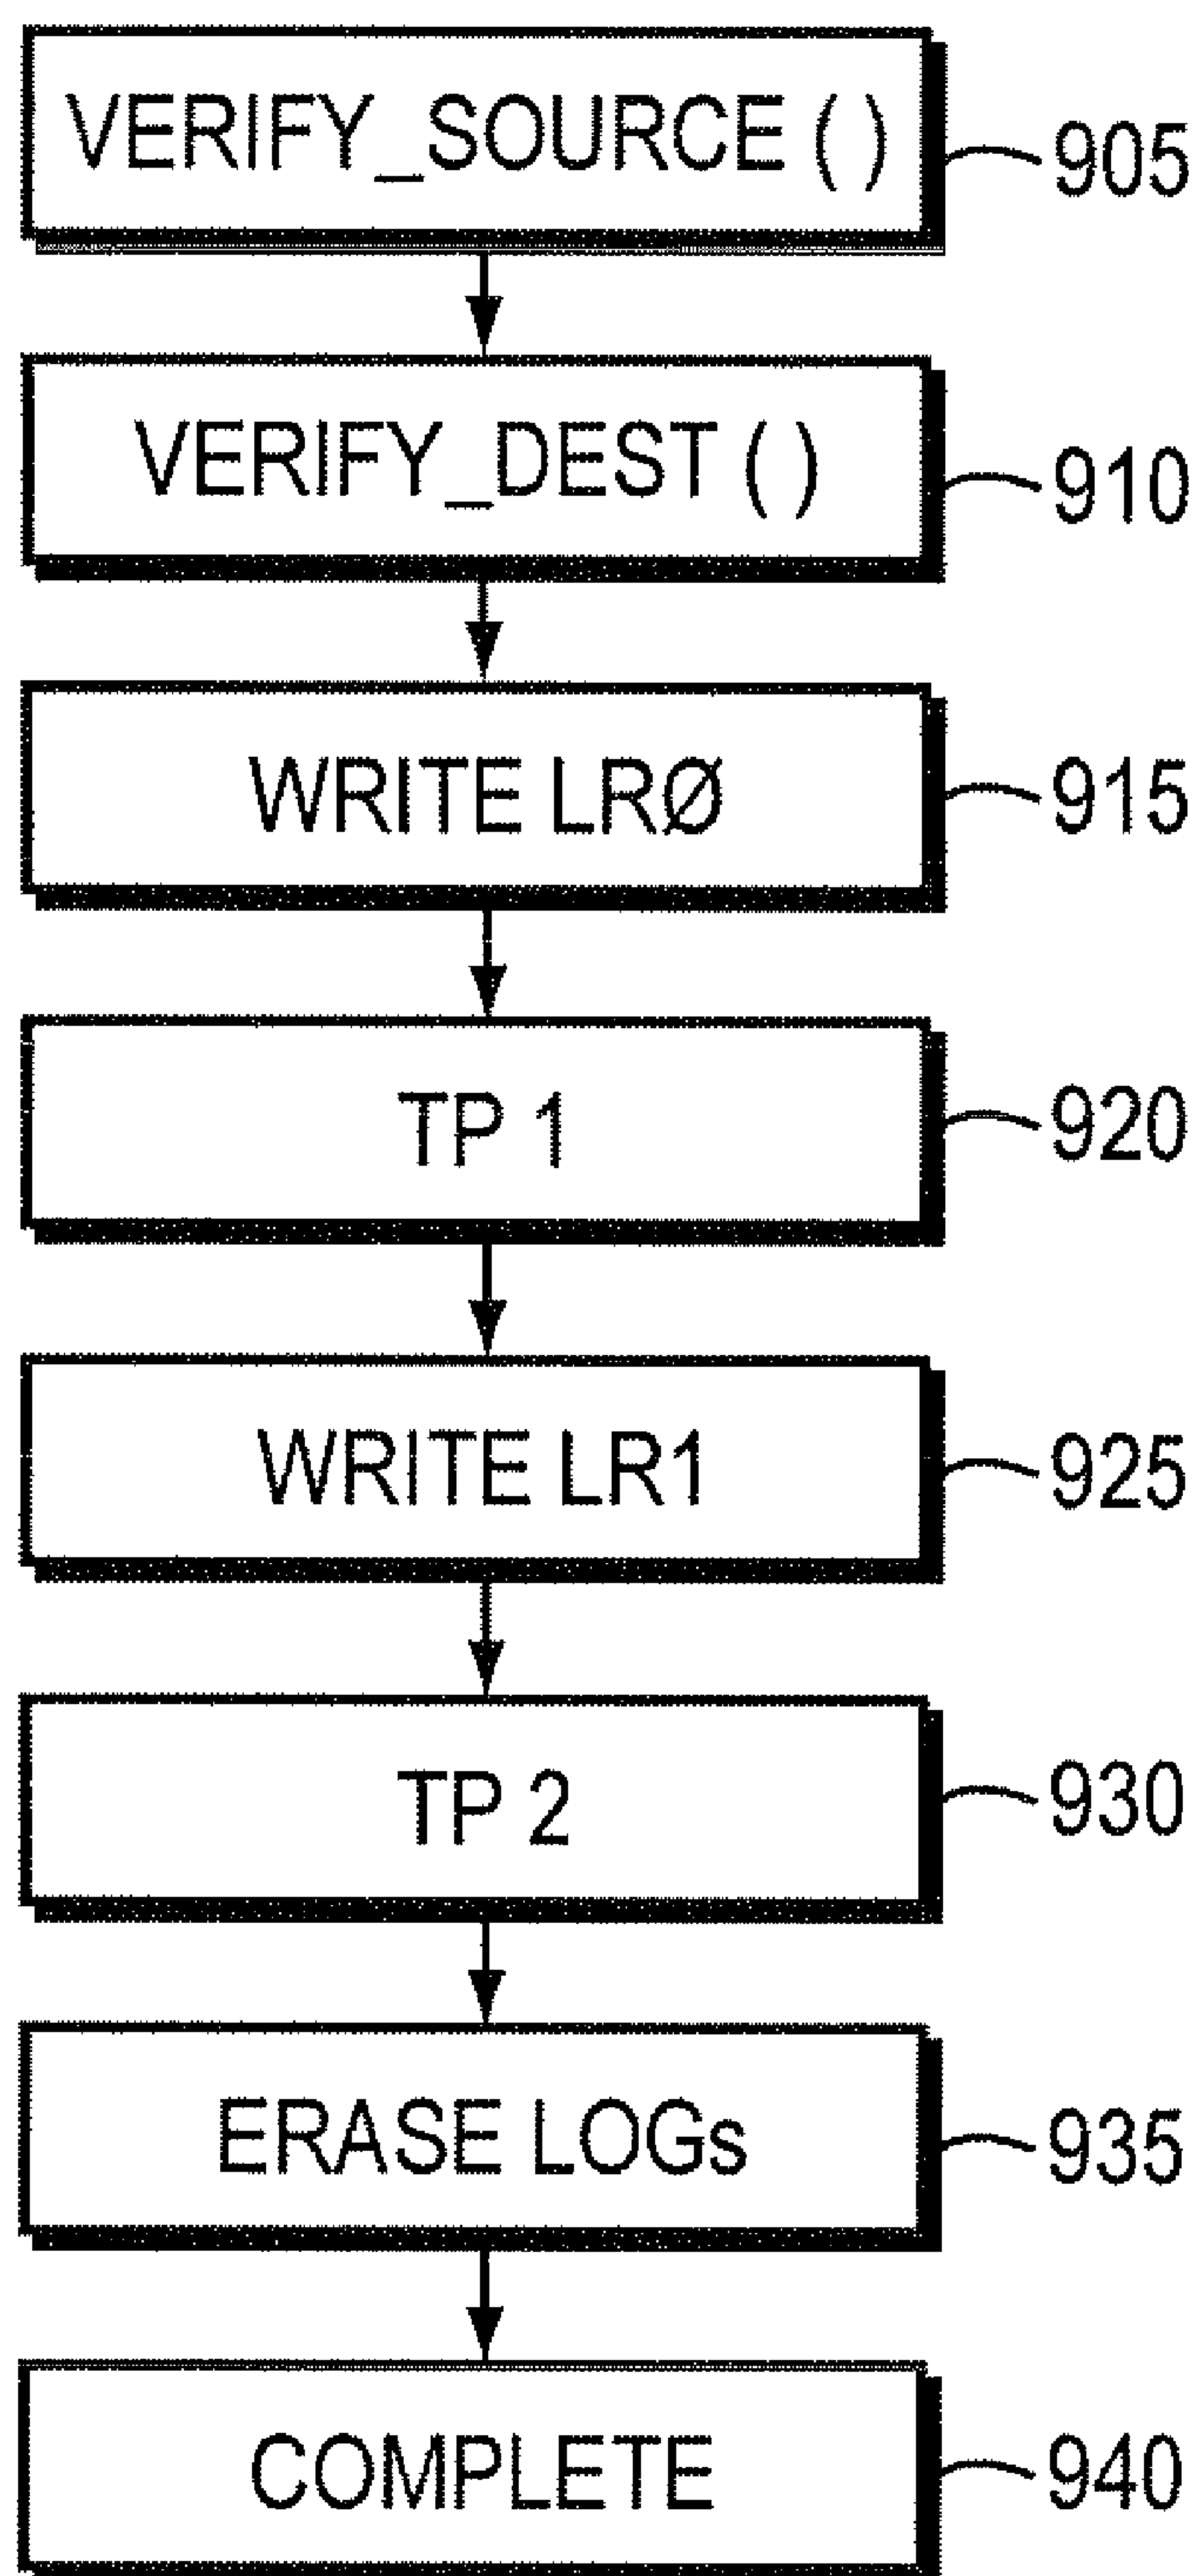 VERIFY_SOURCE ( )
905
VERIFY_DEST ( )
910
WRITE LRØ
915
TP 1
920
WRITE LR1
925
TP 2
930
ERASE LOGs
935
COMPLETE
940